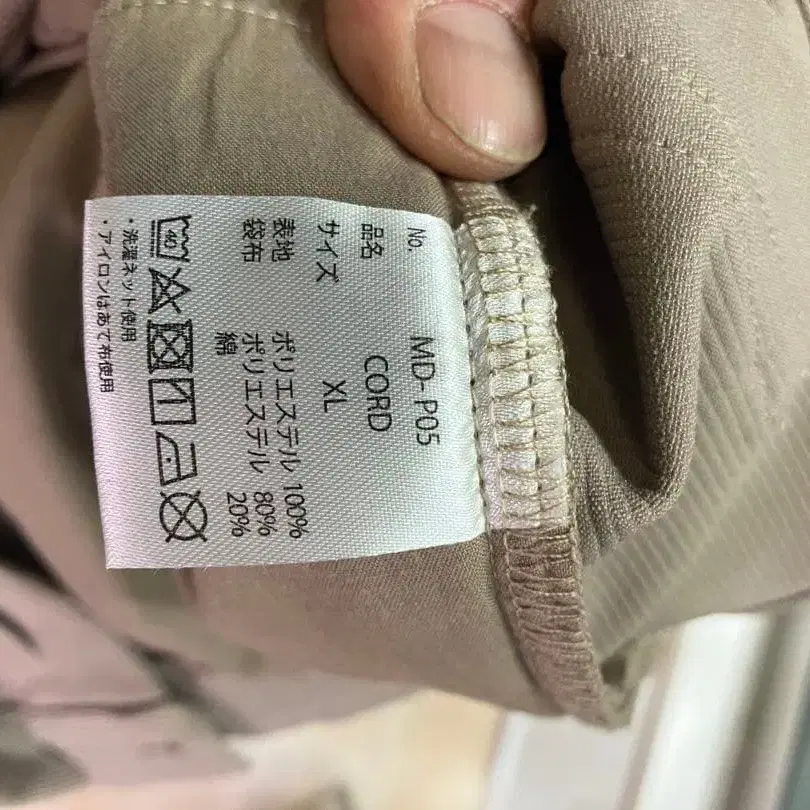 No. MD-P05
品名 CORD
サイズ XL
表地 ポリエステル 100%
袋布 ポリエステル 80%
綿 20%
40
・洗濯ネット使用
・アイロンはあて布使用